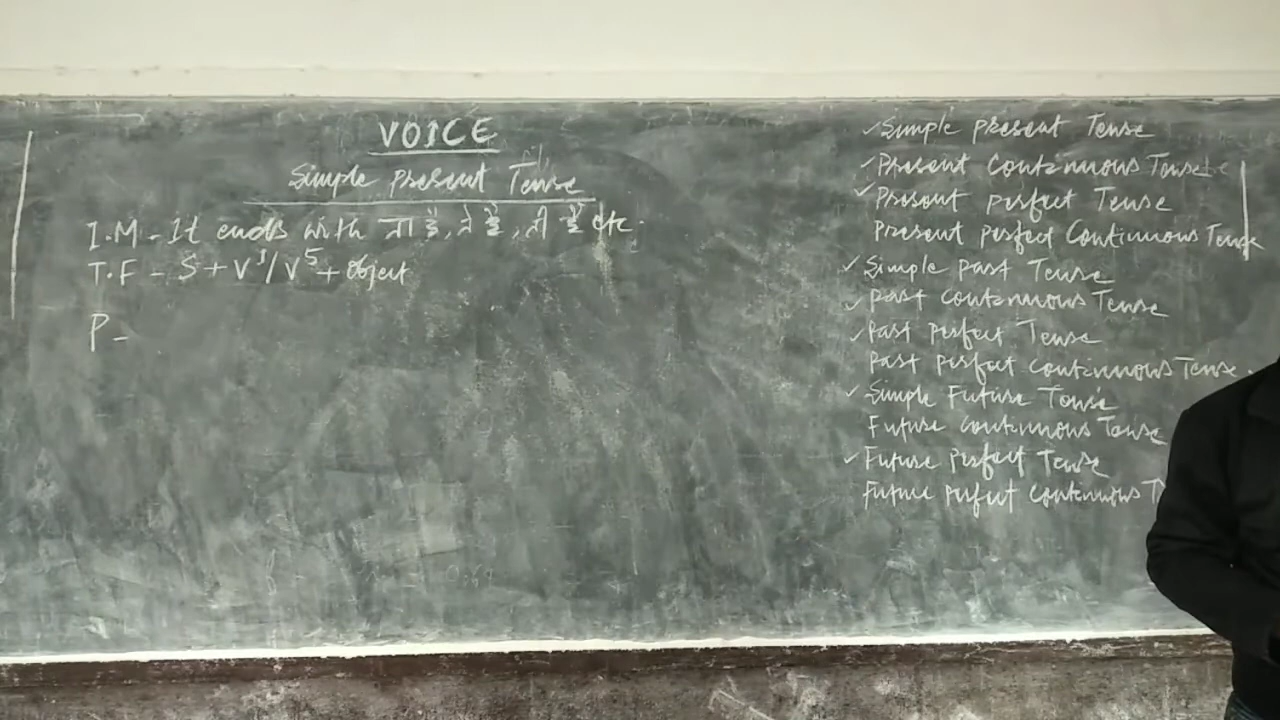 VOICE
Simple Present Tense
I.M - It ends with ता है, ते है, ती है etc.
T.F - S + V¹/V⁵ + object
P -
Simple Present Tense
Present Continuous Tense
Present perfect Tense
Present perfect Continuous Tense
Simple Past Tense
Past Continuous Tense
Past Perfect Tense
Past perfect continuous Tense.
Simple Future Tense
Future continuous Tense
Future perfect Tense
Future perfect continuous T